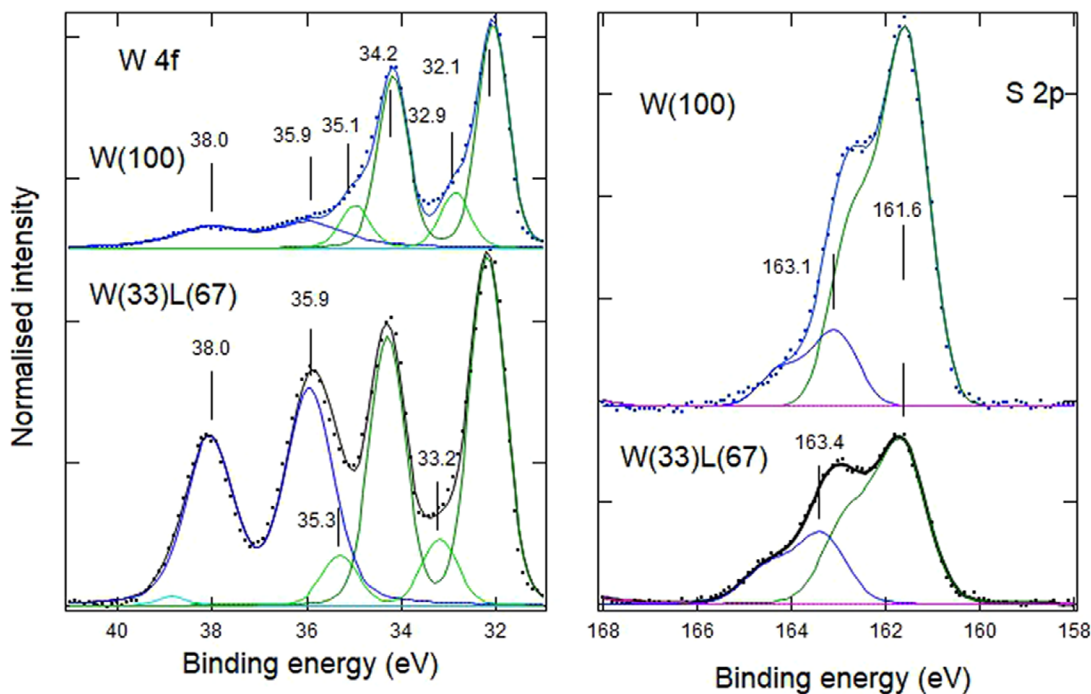 W 4f
34.2
32.1
38.0
35.9
35.1
32.9
W(100)
W(33)L(67)
35.9
38.0
35.3
33.2
Normalised intensity
40
38
36
34
32
Binding energy (eV)
S 2p
W(100)
163.1
161.6
W(33)L(67)
163.4
168
166
164
162
160
158
Binding energy (eV)